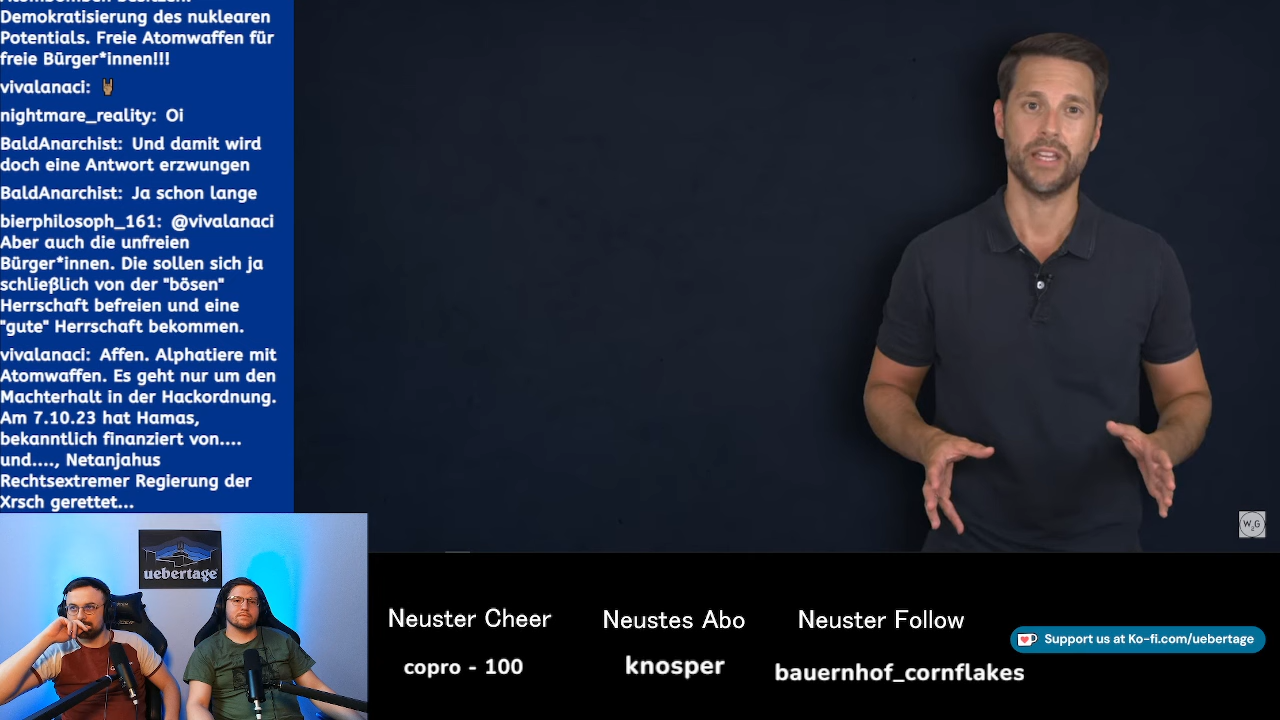 Demokratisierung des nuklearen
Potentials. Freie Atomwaffen für
freie Bürger*innen!!!
vivalanaci:
nightmare_reality: Oi
BaldAnarchist: Und damit wird
doch eine Antwort erzwungen
BaldAnarchist: Ja schon lange
bierphilosoph_161: @vivalanaci
Aber auch die unfreien
Bürger*innen. Die sollen sich ja
schließlich von der "bösen"
Herrschaft befreien und eine
"gute" Herrschaft bekommen.
vivalanaci: Affen. Alphatiere mit
Atomwaffen. Es geht nur um den
Machterhalt in der Hackordnung.
Am 7.10.23 hat Hamas,
bekanntlich finanziert von....
und...., Netanjahus
Rechtsextremer Regierung der
Xrsch gerettet...
W2G
uebertage
Neuster Cheer
copro - 100
Neustes Abo
knosper
Neuster Follow
bauernhof_cornflakes
Support us at Ko-fi.com/uebertage